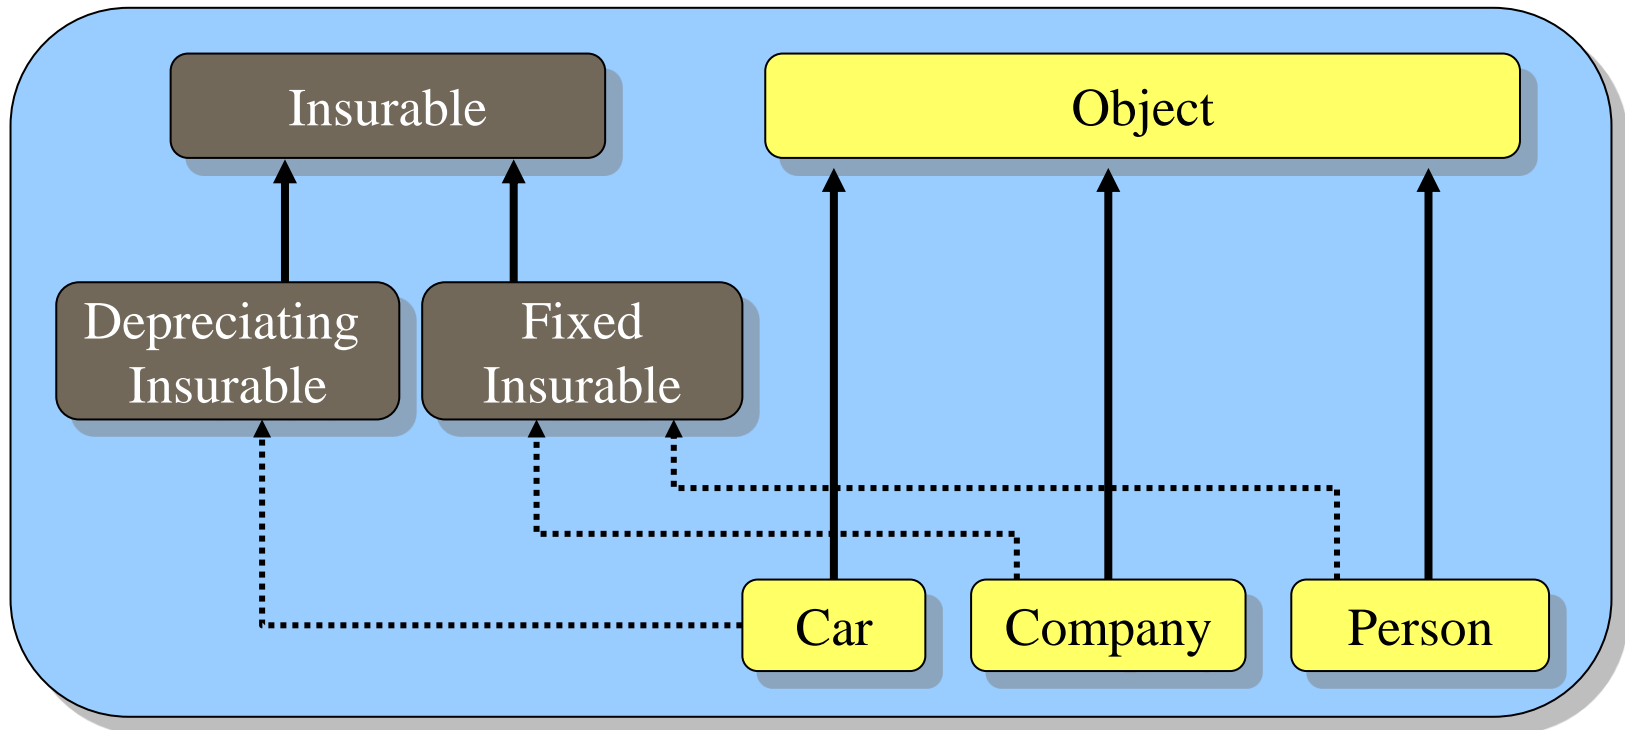 Insurable
Object
Depreciating
Insurable
Fixed
Insurable
Car
Company
Person